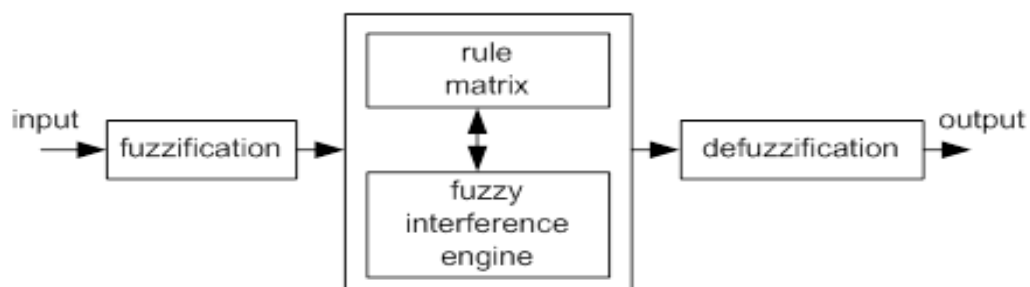 input
fuzzification
rule
matrix
fuzzy
interference
engine
defuzzification
output